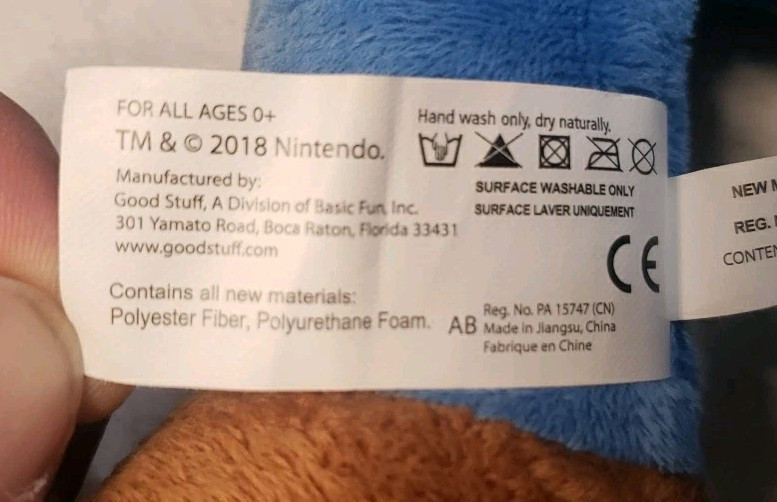 FOR ALL AGES 0+
TM & © 2018 Nintendo.
Manufactured by:
Good Stuff, A Division of Basic Fun, Inc.
301 Yamato Road, Boca Raton, Florida 33431
www.goodstuff.com
Contains all new materials:
Polyester Fiber, Polyurethane Foam.
Hand wash only, dry naturally.
SURFACE WASHABLE ONLY
SURFACE LAVER UNIQUEMENT
CE
AB
Reg. No. PA 15747 (CN)
Made in Jiangsu, China
Fabrique en Chine
NEW
REG.